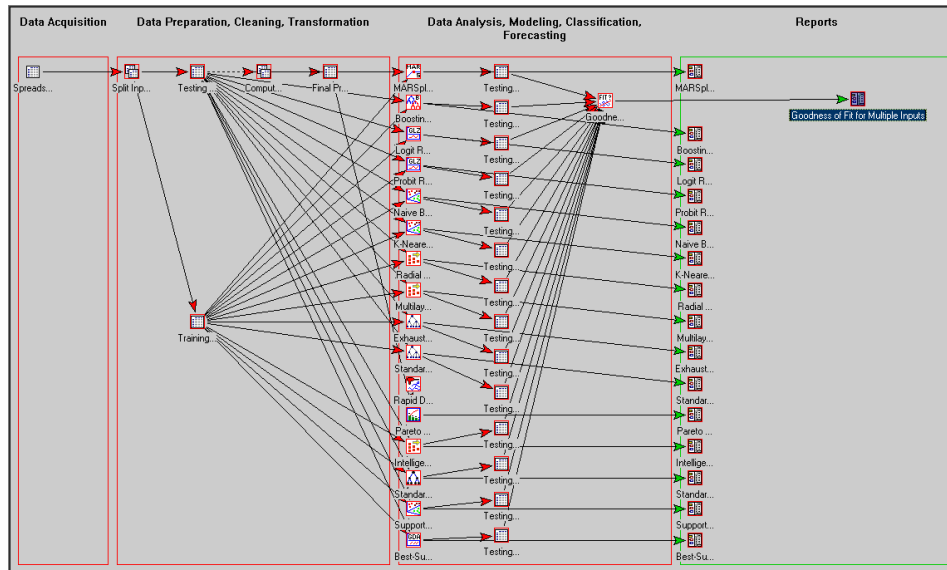 Data Acquisition
Data Preparation, Cleaning, Transformation
Data Analysis, Modeling, Classification,
Forecasting
Reports
Spreads...
Split Inp...
Testing ...
Comput...
Final Pr...
Training...
MARSpl...
Boostin...
Logit R...
Probit R...
Naive B...
K-Neare...
Radial ...
Multilay...
Exhaust...
Standar...
Rapid D...
Pareto ...
Intellige...
Standar...
Support...
Best-Su...
Testing...
Testing...
Testing...
Testing...
Testing...
Testing...
Testing...
Testing...
Testing...
Testing...
Testing...
Testing...
Testing...
Testing...
Goodne...
MARSpl...
Boostin...
Logit R...
Probit R...
Naive B...
K-Neare...
Radial ...
Multilay...
Exhaust...
Standar...
Pareto ...
Intellige...
Standar...
Support...
Best-Su...
Goodness of Fit for Multiple Inputs